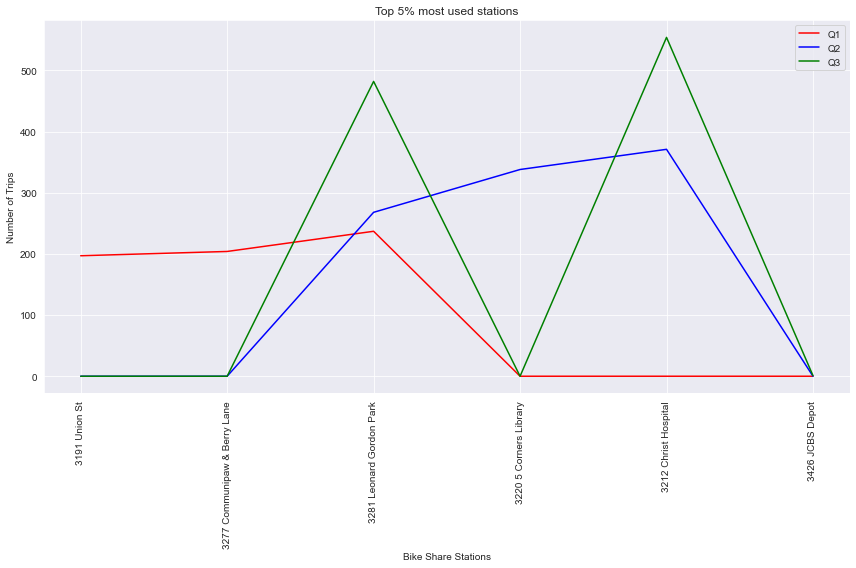 Top 5% most used stations
Q1
Q2
Q3
Number of Trips
500
400
300
200
100
0
3191 Union St
3277 Communipaw & Berry Lane
3281 Leonard Gordon Park
3220 5 Corners Library
3212 Christ Hospital
3426 JCBS Depot
Bike Share Stations